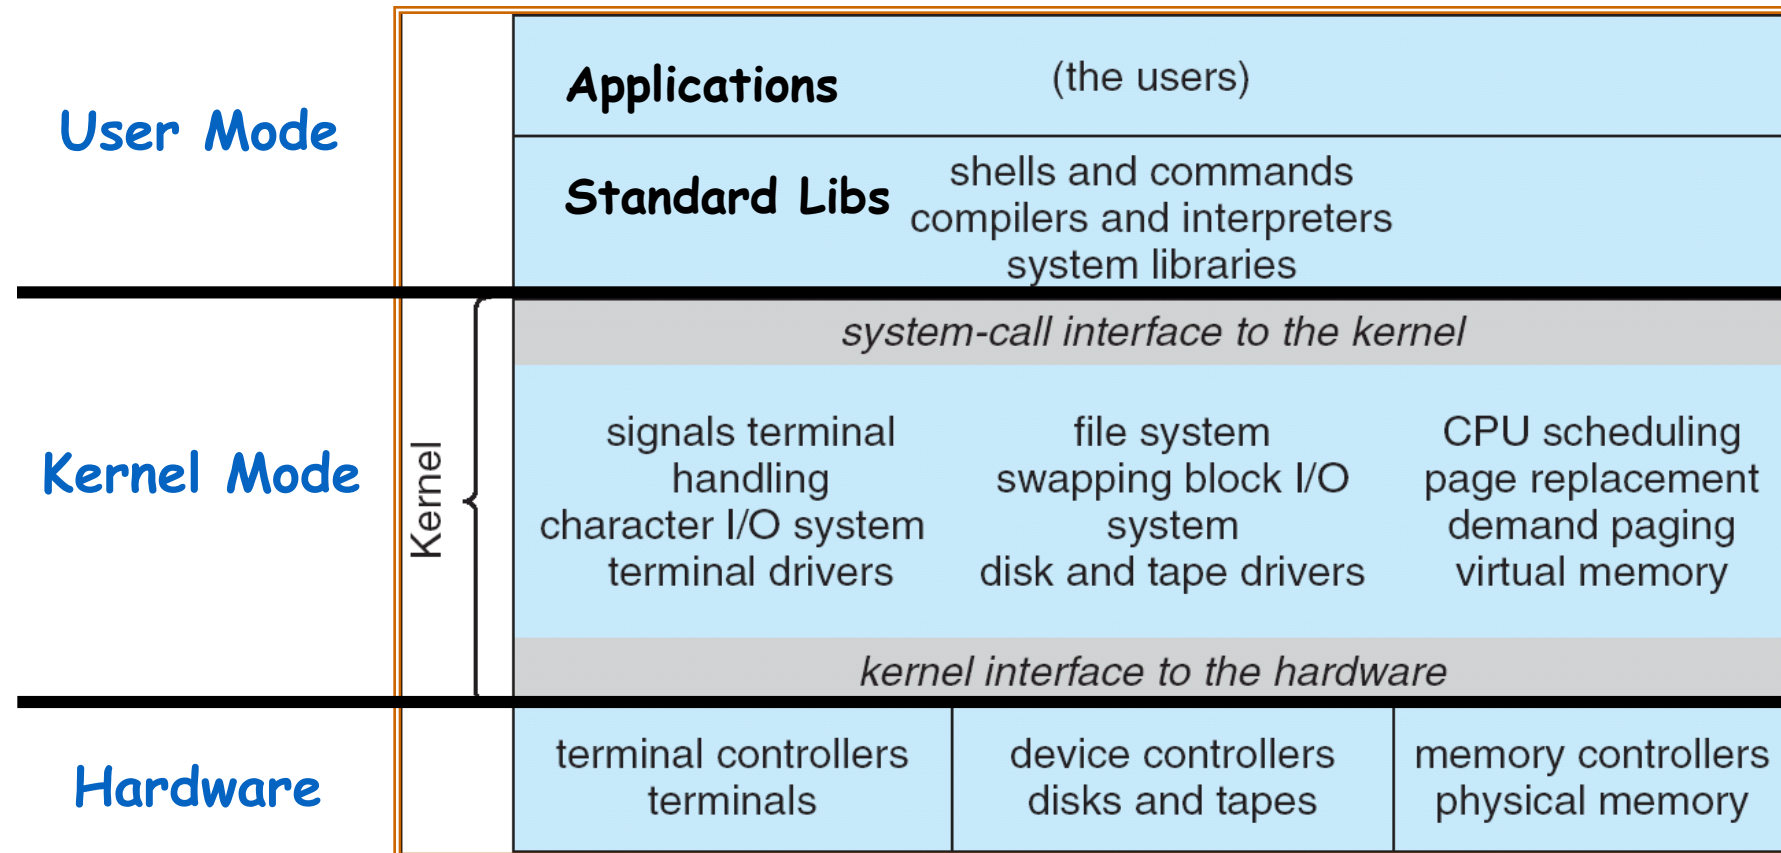 User Mode
Applications
(the users)
Standard Libs
shells and commands
compilers and interpreters
system libraries
Kernel Mode
Kernel
system-call interface to the kernel
signals terminal
handling
character I/O system
terminal drivers
file system
swapping block I/O
system
disk and tape drivers
CPU scheduling
page replacement
demand paging
virtual memory
kernel interface to the hardware
Hardware
terminal controllers
terminals
device controllers
disks and tapes
memory controllers
physical memory